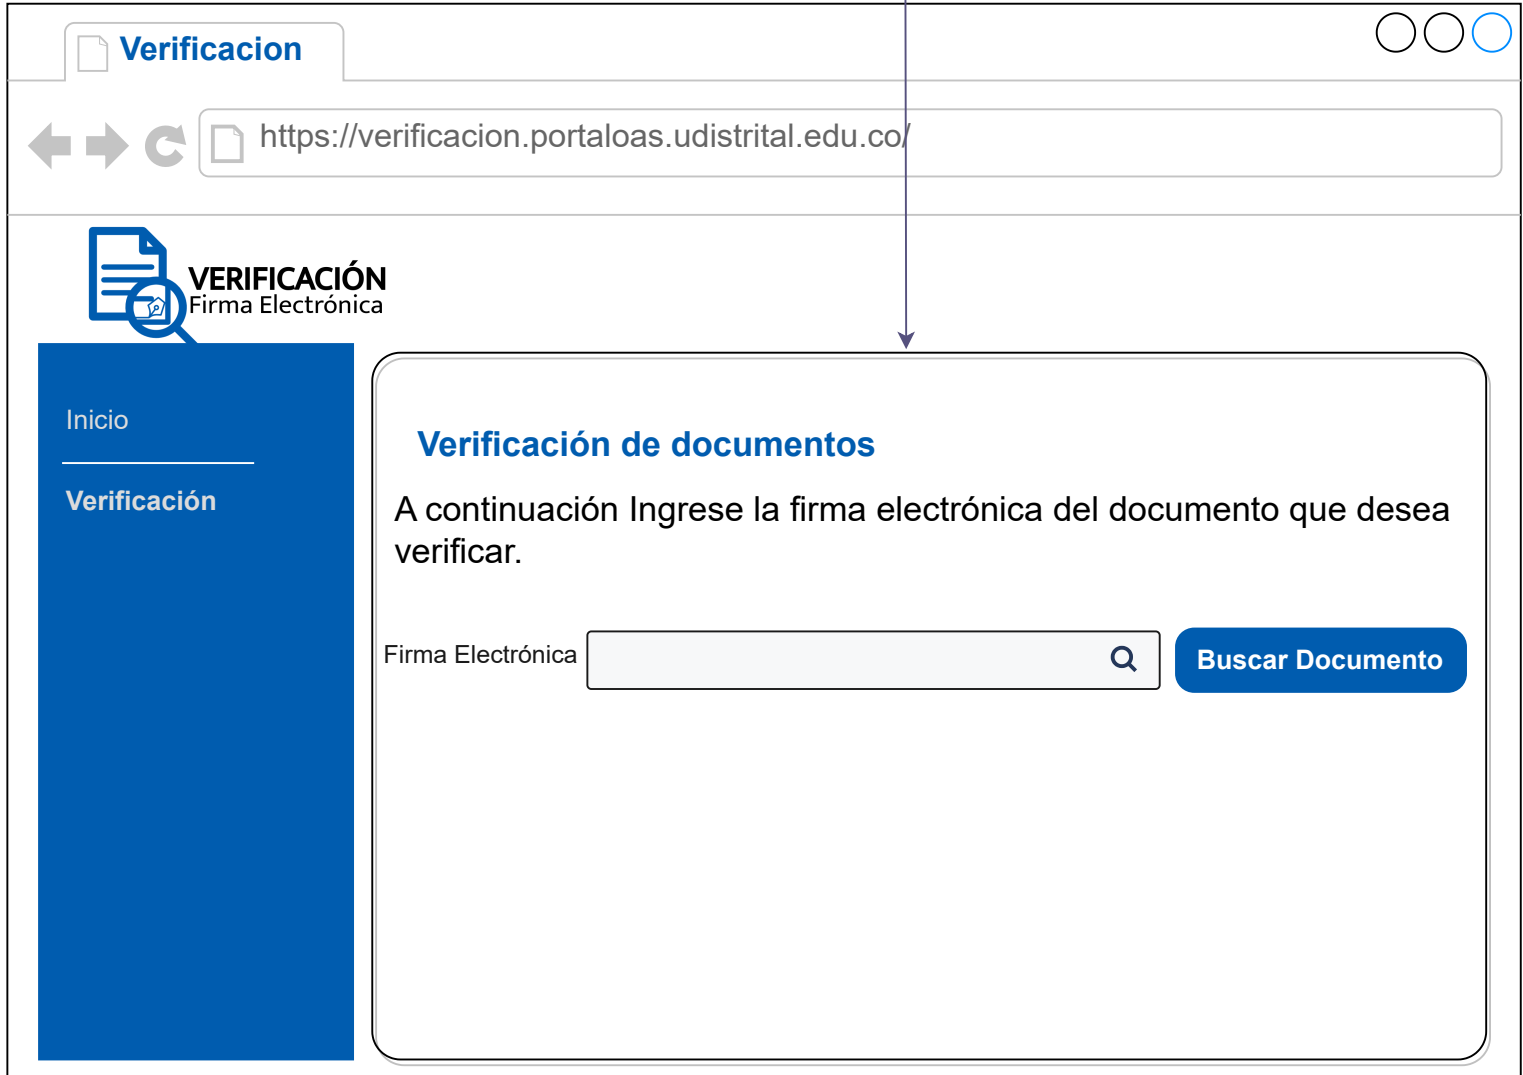 Verificacion
https://verificacion.portaloas.udistrital.edu.co/
VERIFICACIÓN
Firma Electrónica
Inicio
Verificación
Verificación de documentos
A continuación Ingrese la firma electrónica del documento que desea
verificar.
Firma Electrónica
Buscar Documento